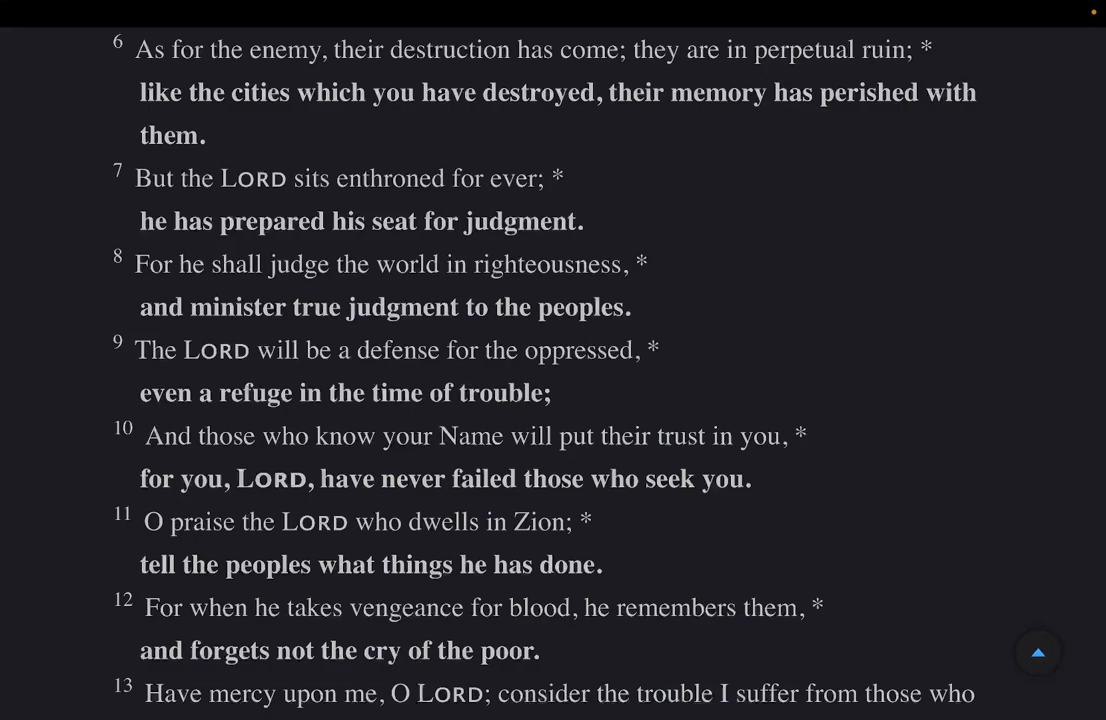 6 As for the enemy, their destruction has come; they are in perpetual ruin; *
like the cities which you have destroyed, their memory has perished with
them.
7 But the LORD sits enthroned for ever; *
he has prepared his seat for judgment.
8 For he shall judge the world in righteousness, *
and minister true judgment to the peoples.
9 The LORD will be a defense for the oppressed, *
even a refuge in the time of trouble;
10 And those who know your Name will put their trust in you, *
for you, LORD, have never failed those who seek you.
11 O praise the LORD who dwells in Zion; *
tell the peoples what things he has done.
12 For when he takes vengeance for blood, he remembers them, *
and forgets not the cry of the poor.
13 Have mercy upon me, O LORD; consider the trouble I suffer from those who